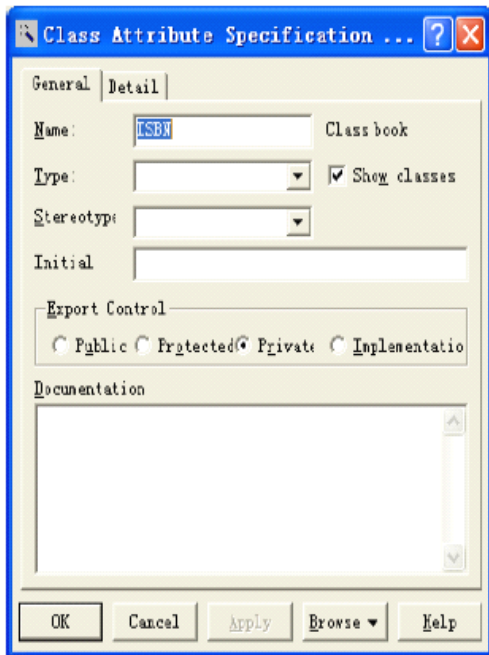 Class Attribute Specification ...
General Detail
Name: ISBN Class book
Type: Show classes
Stereotype
Initial
Export Control
Public Protected Private Implementatio
Documentation
OK Cancel Apply Browse Help